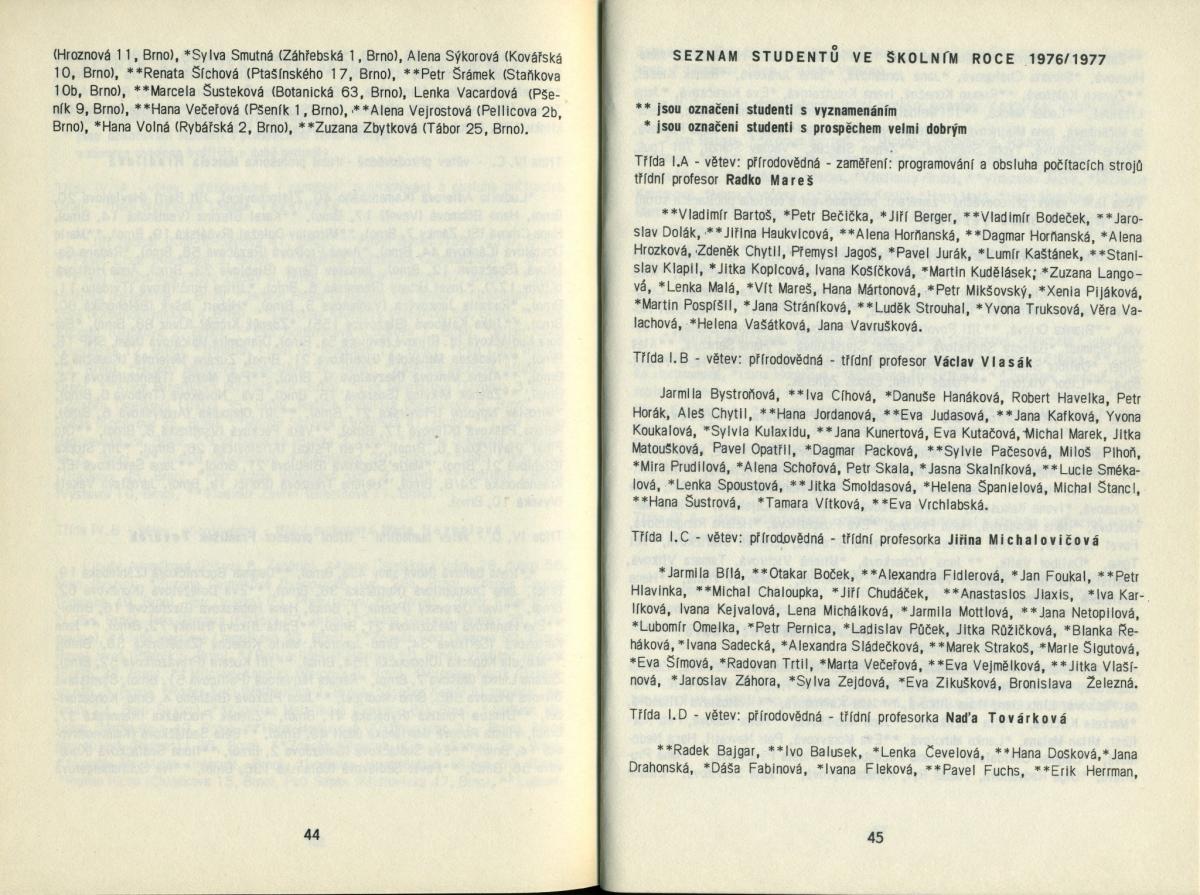 (Hroznová 11, Brno), *Sylva Smutná (Záhřebská 1, Brno), Alena Sýkorová (Kovářská
10, Brno), **Renata Šíchová (Ptašínského 17, Brno), **Petr Šrámek (Staňkova
10b, Brno), **Marcela Šusteková (Botanická 63, Brno), Lenka Vacardová (Pše-
ník 9, Brno), **Hana Večeřová (Pšeník 1, Brno), **Alena Vejrostová (Pellicova 2b,
Brno), *Hana Volná (Rybářská 2, Brno), **Zuzana Zbytková (Tábor 25, Brno).
44
SEZNAM STUDENTŮ VE ŠKOLNÍM ROCE 1976/1977
** jsou označeni studenti s vyznamenáním
* jsou označeni studenti s prospěchem velmi dobrým
Třída I.A - větev: přírodovědná - zaměření: programování a obsluha počítacích strojů
třídní profesor Radko Mareš
**Vladimír Bartoš, *Petr Bečička, *Jiří Berger, **Vladimír Bodeček, **Jaro-
slav Dolák, **Jiřina Haukvicová, **Alena Horňanská, **Dagmar Horňanská, *Alena
Hrozková, Zdeněk Chytil, Přemysl Jagoš, *Pavel Jurák, *Lumír Kaštánek, **Stani-
slav Klapil, *Jitka Koplcová, Ivana Košíčková, *Martin Kudělásek; *Zuzana Lango-
vá, *Lenka Malá, *Vít Mareš, Hana Mártonová, *Petr Mikšovský, *Xenia Pijáková,
*Martin Pospíšil, *Jana Stráníková, **Luděk Strouhal, *Yvona Truksová, Věra Va-
lachová, *Helena Vašátková, Jana Vavrušková.
Třída I.B - větev: přírodovědná - třídní profesor Václav Vlasák
Jarmila Bystroňová, **Iva Cíhová, *Danuše Hanáková, Robert Havelka, Petr
Horák, Aleš Chytil, **Hana Jordanová, **Eva Judasová, **Jana Kafková, Yvona
Koukalová, *Sylvia Kulaxidu, **Jana Kunertová, Eva Kutačová, Michal Marek, Jitka
Matoušková, Pavel Opatřil, *Dagmar Packová, **Sylvie Pačesová, Miloš Plhoň,
*Mira Prudilová, *Alena Schořová, Petr Skala, *Jasna Skalníková, **Lucie Sméka-
lová, *Lenka Spoustová, **Jitka Šmoldasová, *Helena Španielová, Michal Štancl,
**Hana Šustrová, *Tamara Vítková, **Eva Vrchlabská.
Třída I.C - větev: přírodovědná - třídní profesorka Jiřina Michalovičová
*Jarmila Bílá, **Otakar Boček, **Alexandra Fidlerová, *Jan Foukal, **Petr
Hlavinka, **Michal Chaloupka, *Jiří Chudáček, **Anastasios Jlaxis, *Iva Kar-
líková, Ivana Kejvalová, Lena Michálková, *Jarmila Mottlová, **Jana Netopilová,
*Lubomír Omelka, *Petr Pernica, *Ladislav Půček, Jitka Růžičková, *Blanka Ře-
háková, *Ivana Sadecká, *Alexandra Sládečková, **Marek Strakoš, *Marie Šigutová,
*Eva Šímová, *Radovan Trtil, *Marta Večeřová, **Eva Vejmělková, **Jitka Vlaší-
nová, *Jaroslav Záhora, *Sylva Zejdová, *Eva Zikušková, Bronislava Železná.
Třída I.D - větev: přírodovědná - třídní profesorka Naďa Továrková
**Radek Bajgar, **Ivo Balusek, *Lenka Čevelová, **Hana Došková, *Jana
Drahonská, *Dáša Fabinová, *Ivana Fleková, **Pavel Fuchs, **Erik Herrman,
45